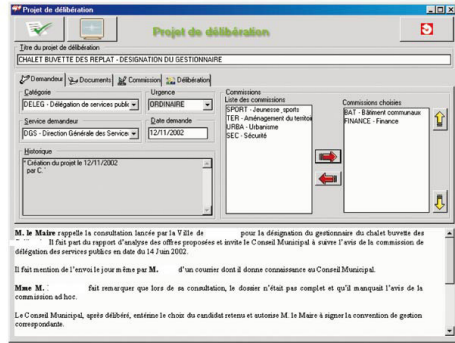 Projet de délibération
Projet de délibération
Titre du projet de délibération
CHALET BUVETTE DES REPLAT - DESIGNATION DU GESTIONNAIRE
Demandeur Documents Commission Délibération
Catégorie
DELEG - Délégation de services public
Urgence
ORDINAIRE
Service demandeur
DGS - Direction Générale des Services
Date demande
12/11/2002
Historique
* Création du projet le 12/11/2002
par C.
Commissions
Liste des commissions
SPORT - Jeunesse_sports
TER - Aménagement du territoi
URBA - Urbanisme
SEC - Sécurité
Commissions choisies
BAT - Bâtiment communaux
FINANCE - Finance
M. le Maire rappelle la consultation lancée par la Ville de pour la désignation du gestionnaire du chalet buvette des
Il fait part du rapport d'analyse des offres proposées et invite le Conseil Municipal à suivre l'avis de la commission de
délégation des services publics en date du 14 Juin 2002.
Il fait mention de l'envoi le jour même par M. d'un courier dont il donne connaissance au Conseil Municipal.
Mme M. fait remarquer que lors de sa consultation, le dossier n'était pas complet et qu'il manquait l'avis de la
commission ad hoc.
Le Conseil Municipal, après délibéré, entérine le choix du candidat retenu et autorise M. le Maire à signer la convention de gestion
correspondante.